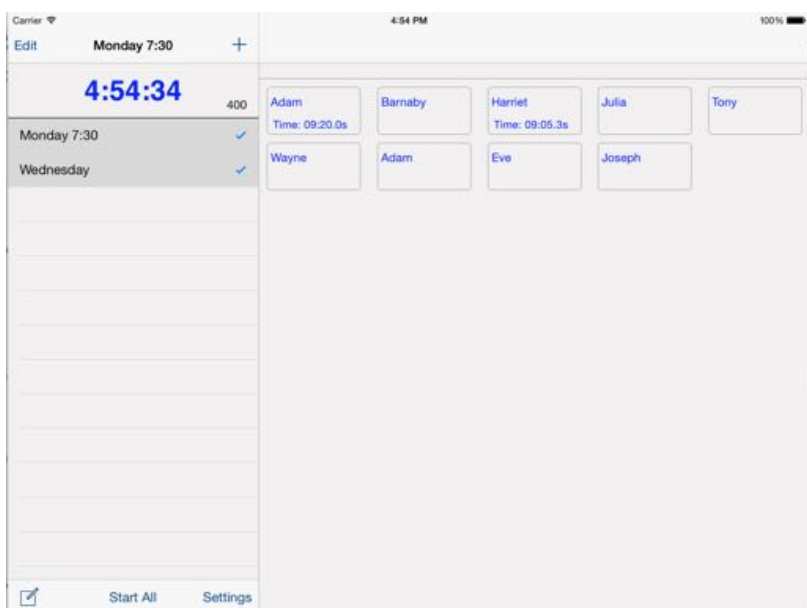 Carrier 4:54 PM 100%
Edit Monday 7:30 +
4:54:34
400
Monday 7:30
Wednesday
Start All Settings
Adam Barnaby Harriet Julia Tony
Time: 09:20.0s Time: 09:05.3s
Wayne Adam Eve Joseph